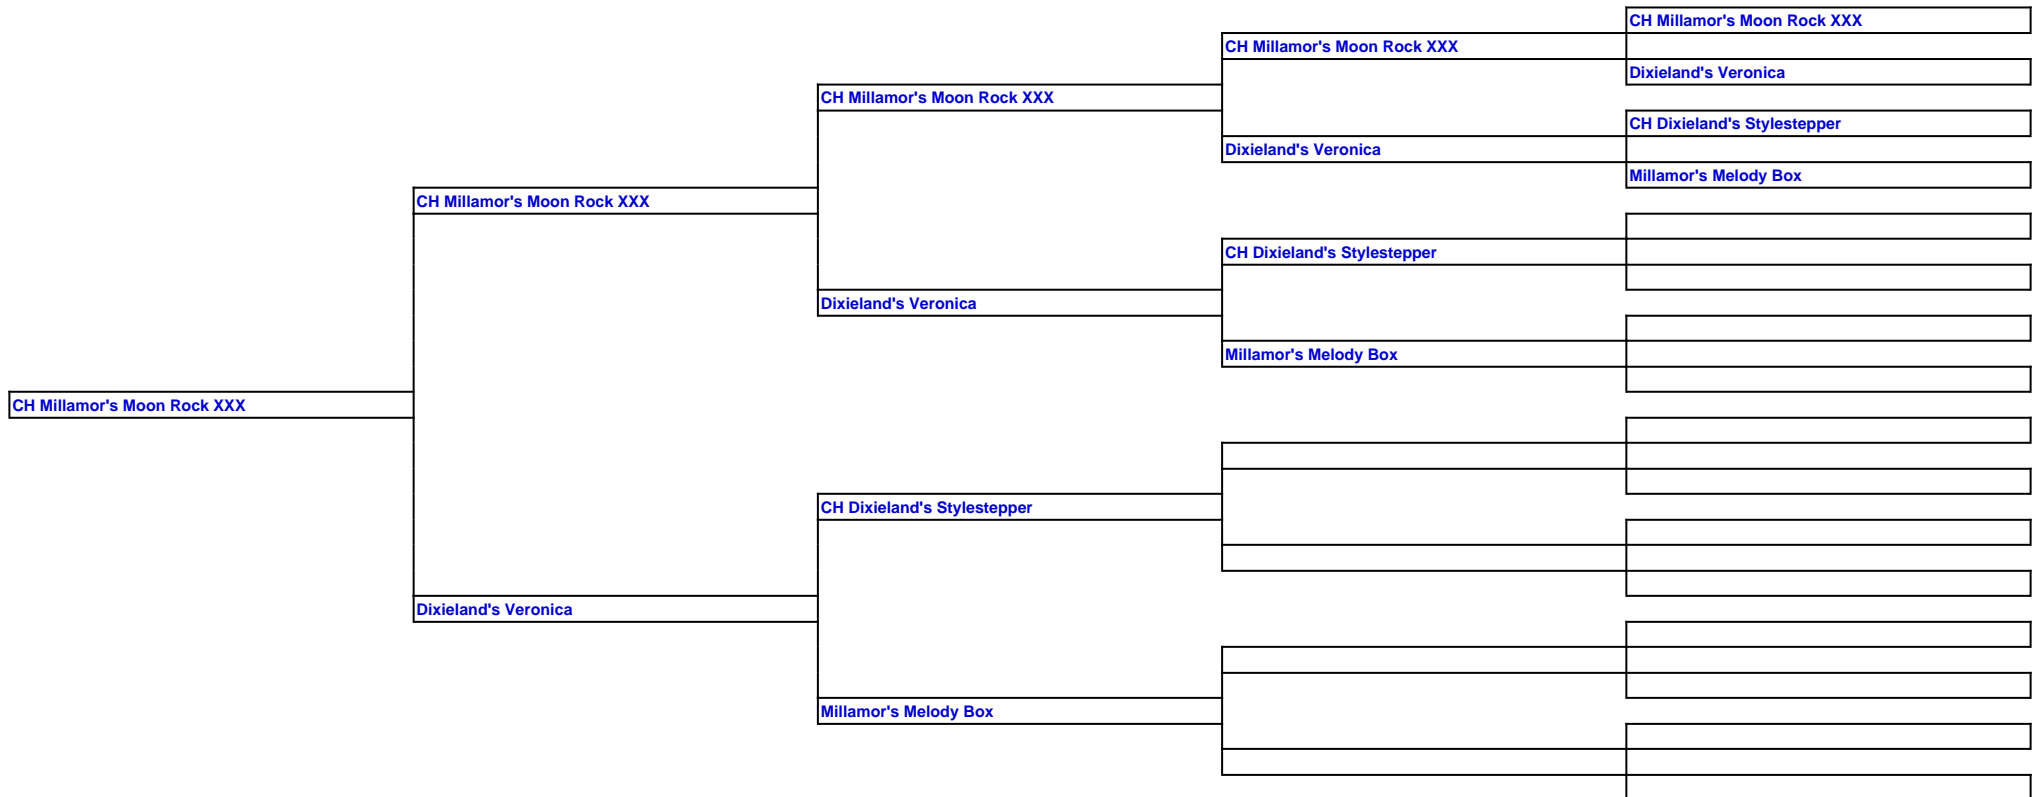 CH Millamor's Moon Rock XXX
CH Millamor's Moon Rock XXX
Dixieland's Veronica
CH Millamor's Moon Rock XXX
CH Dixieland's Stylestepper
Dixieland's Veronica
Millamor's Melody Box
CH Millamor's Moon Rock XXX
CH Dixieland's Stylestepper
Dixieland's Veronica
Millamor's Melody Box
CH Millamor's Moon Rock XXX
CH Dixieland's Stylestepper
Dixieland's Veronica
Millamor's Melody Box